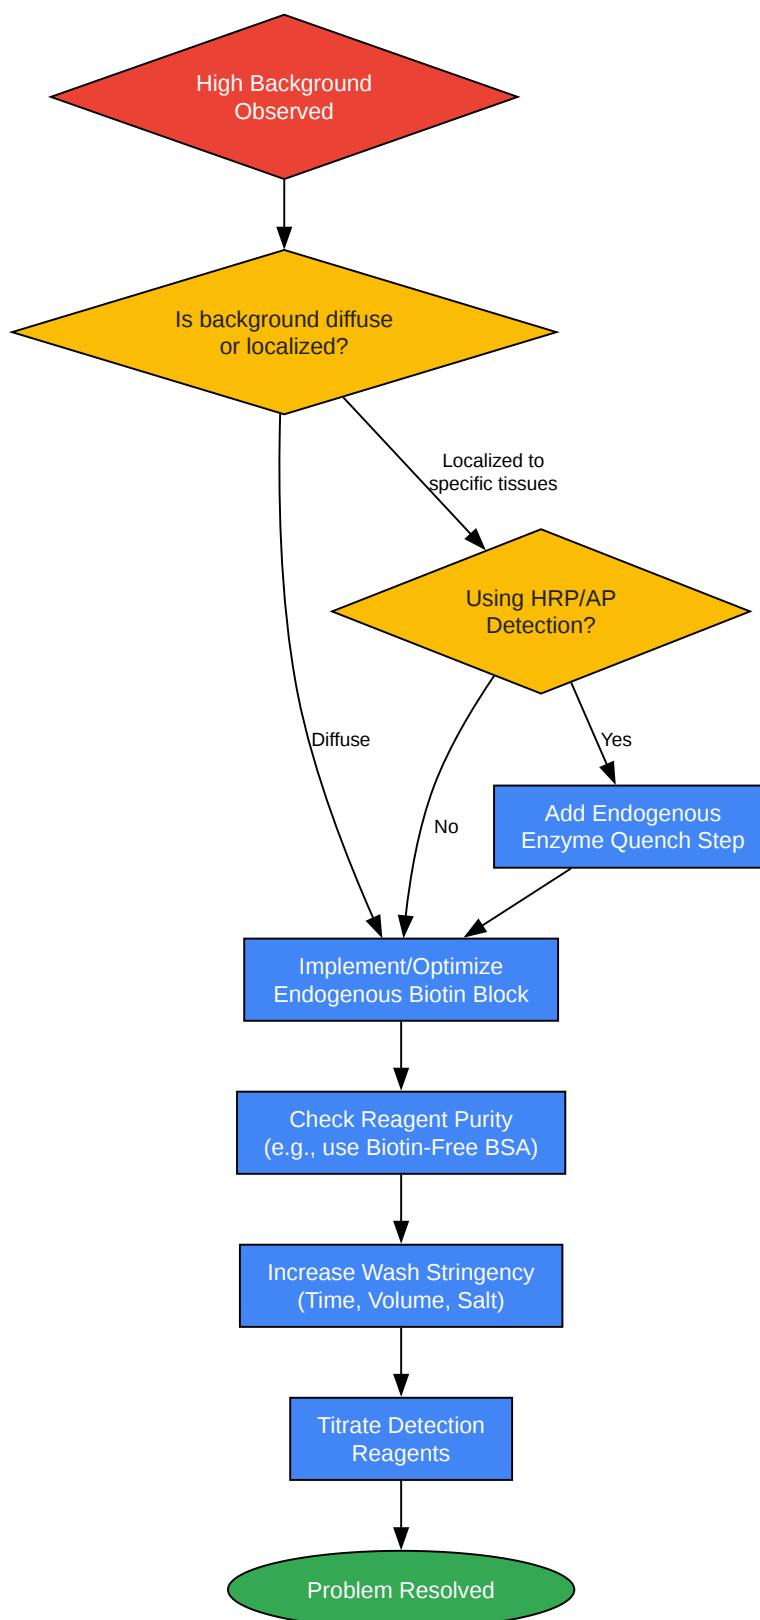 High Background
Observed
Is background diffuse
or localized?
Localized to
specific tissues
Using HRP/AP
Detection?
Diffuse
Yes
Add Endogenous
Enzyme Quench Step
No
Implement/Optimize
Endogenous Biotin Block
Check Reagent Purity
(e.g., use Biotin-Free BSA)
Increase Wash Stringency
(Time, Volume, Salt)
Titrate Detection
Reagents
Problem Resolved